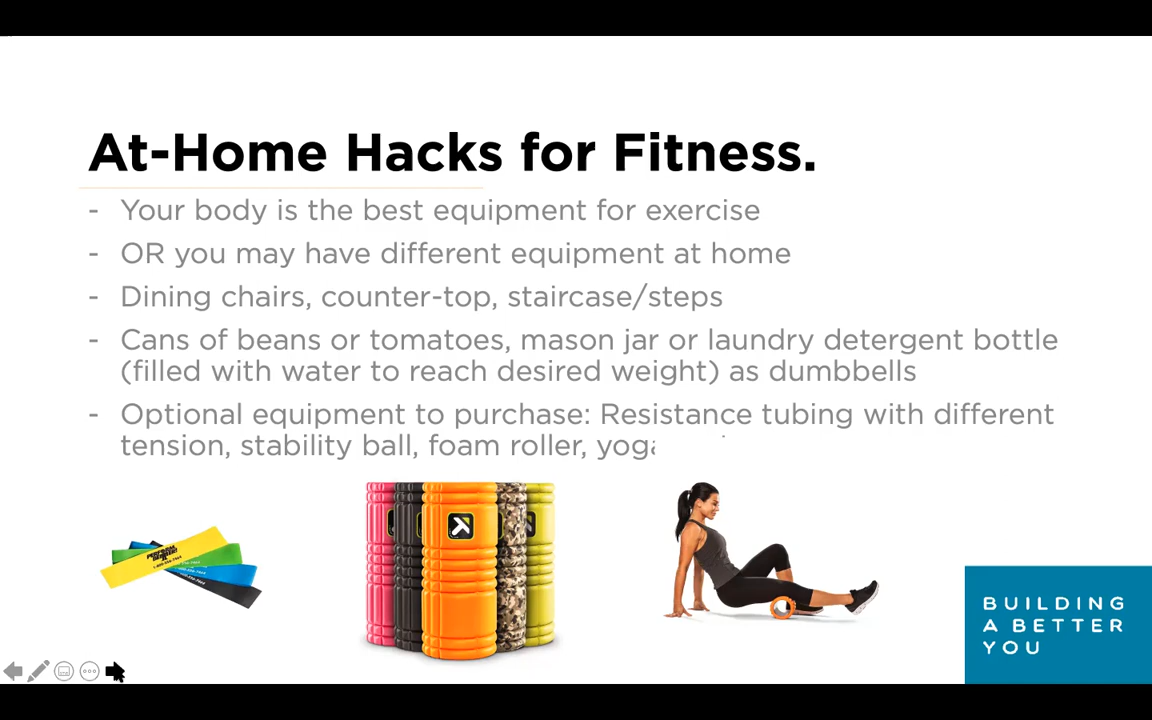 At-Home Hacks for Fitness.
- Your body is the best equipment for exercise
- OR you may have different equipment at home
- Dining chairs, counter-top, staircase/steps
- Cans of beans or tomatoes, mason jar or laundry detergent bottle
(filled with water to reach desired weight) as dumbbells
- Optional equipment to purchase: Resistance tubing with different
tension, stability ball, foam roller, yoga
PERFORM
BETTER!
BUILDING
A BETTER
YOU